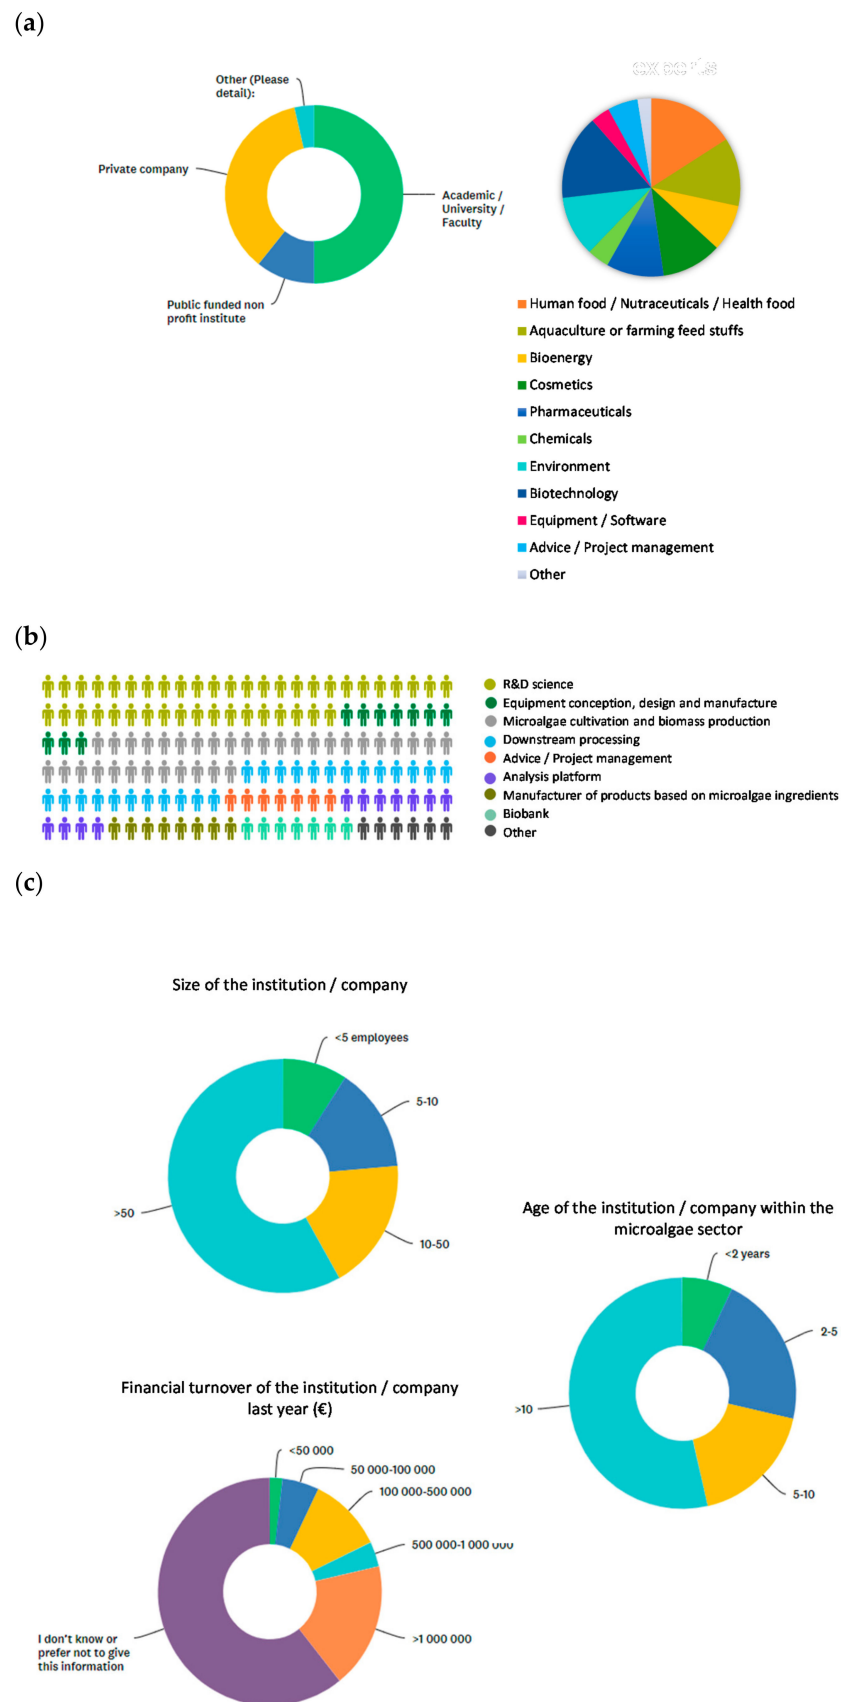 (a)
Other (Please
detail):
Private company
Academic /
University /
Faculty
Public funded non
profit institute
experts
Human food / Nutraceuticals / Health food
Aquaculture or farming feed stuffs
Bioenergy
Cosmetics
Pharmaceuticals
Chemicals
Environment
Biotechnology
Equipment / Software
Advice / Project management
Other
(b)
R&D science
Equipment conception, design and manufacture
Microalgae cultivation and biomass production
Downstream processing
Advice / Project management
Analysis platform
Manufacturer of products based on microalgae ingredients
Biobank
Other
(c)
Size of the institution / company
<5 employees
5-10
>50
10-50
Age of the institution / company within the
microalgae sector
<2 years
2-5
>10
5-10
Financial turnover of the institution / company
last year (€)
<50 000
50 000-100 000
100 000-500 000
500 000-1 000 000
>1 000 000
I don't know or
prefer not to give
this information